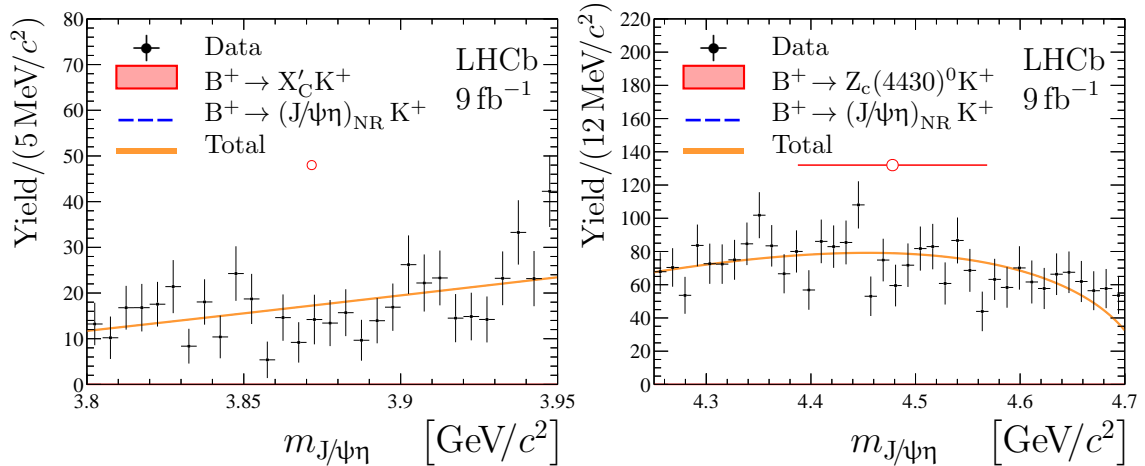 Yield/(5 MeV/c²)
80
70
60
50
40
30
20
10
0
Data
B⁺ → X′_C K⁺
B⁺ → (J/ψη)_NR K⁺
Total
LHCb
9 fb⁻¹
3.8 3.85 3.9 3.95
m_J/ψη [GeV/c²]
Yield/(12 MeV/c²)
220
200
180
160
140
120
100
80
60
40
20
0
Data
B⁺ → Z_c(4430)⁰K⁺
B⁺ → (J/ψη)_NR K⁺
Total
LHCb
9 fb⁻¹
4.3 4.4 4.5 4.6 4.7
m_J/ψη [GeV/c²]